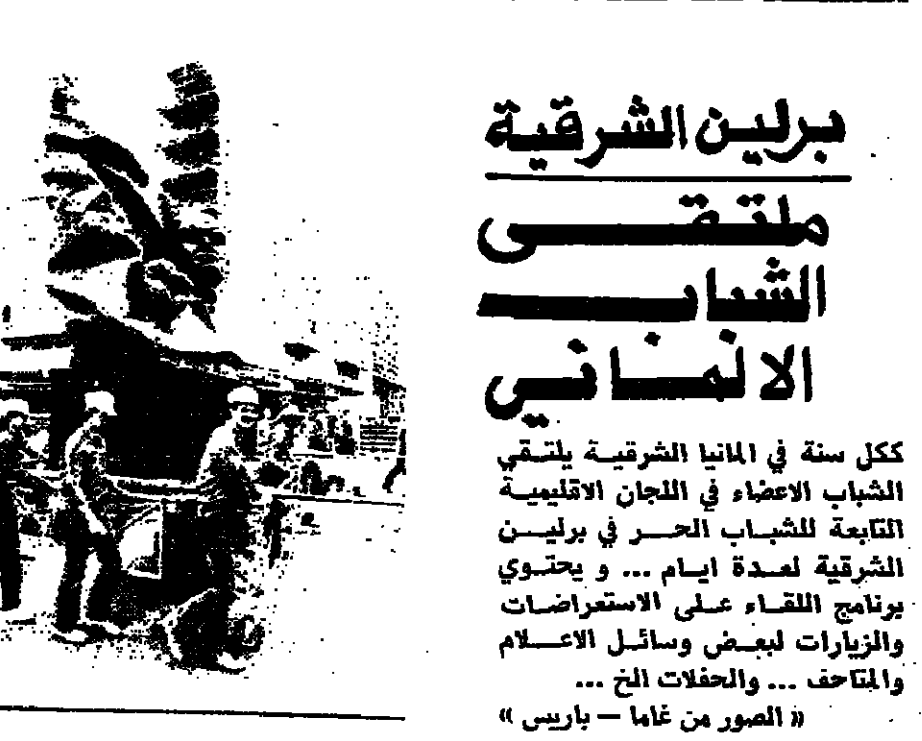 برلين الشرقية
ملتقى
الشباب
الالماني
ككل سنة في المانيا الشرقية يلتقي
الشباب الاعضاء في اللجان الاقليمية
التابعة للشباب الحر في برلين
الشرقية لعدة ايام ... و يحتوي
برنامج اللقاء على الاستعراضات
والزيارات لبعض وسائل الاعلام
والمتاحف ... والحفلات الخ ...
« الصور من غاما — باريس »